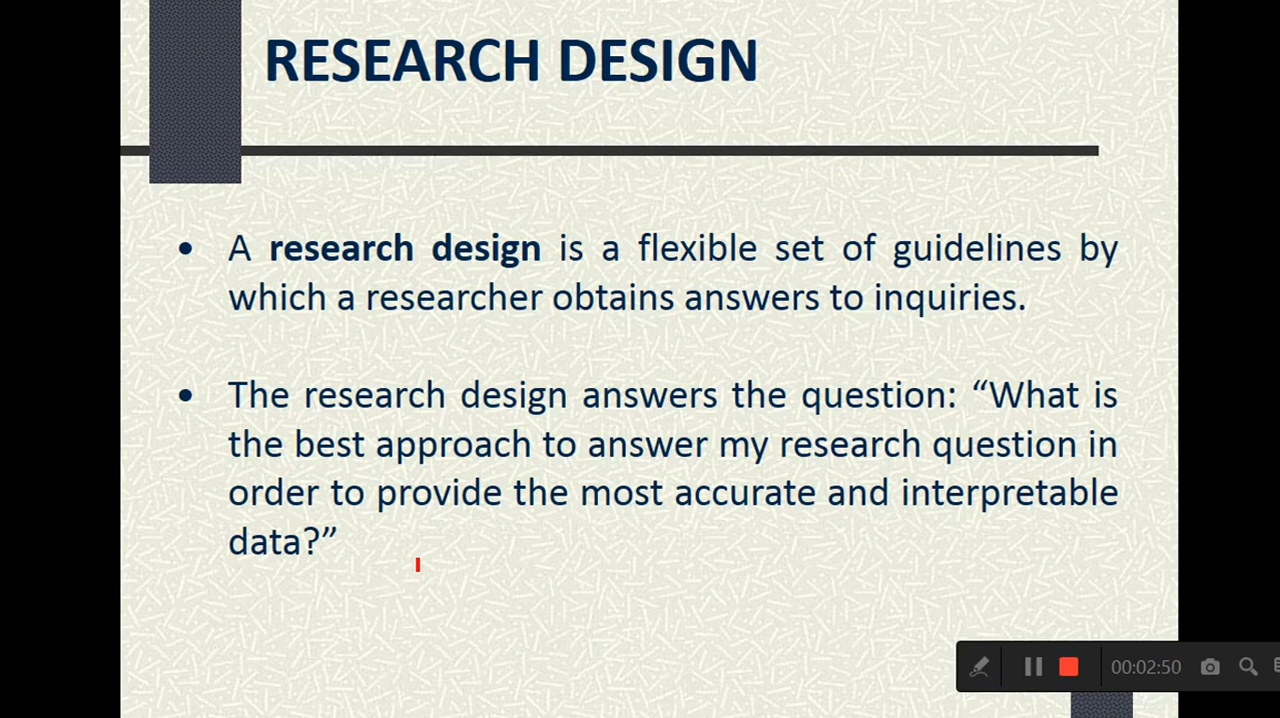 RESEARCH DESIGN
• A research design is a flexible set of guidelines by
which a researcher obtains answers to inquiries.
• The research design answers the question: “What is
the best approach to answer my research question in
order to provide the most accurate and interpretable
data?”
00:02:50